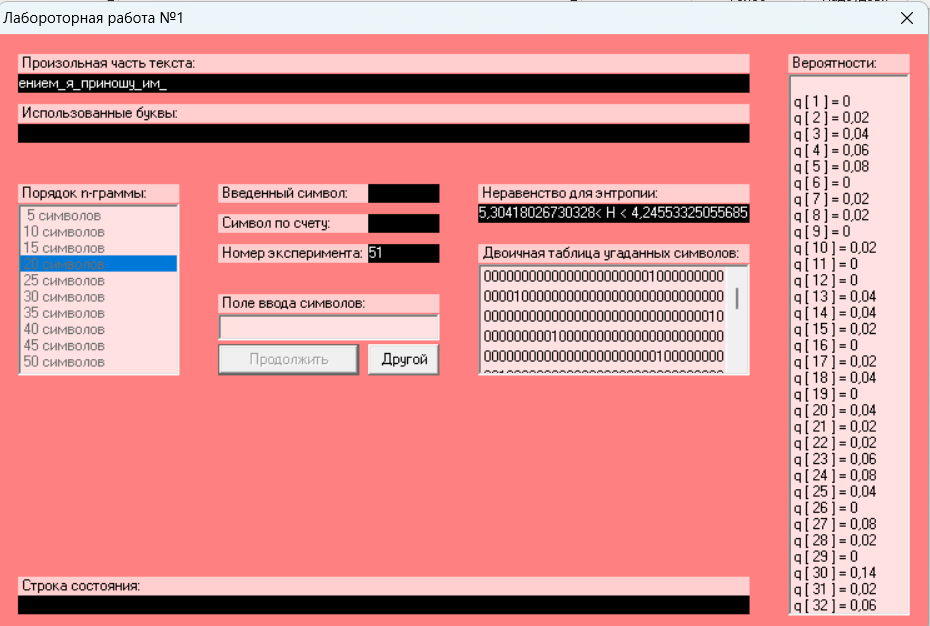 Лабороторная работа №1
Произольная часть текста:
ением_я_приношу_им_
Использованные буквы:
Порядок n-граммы:
5 символов
10 символов
15 символов
20 символов
25 символов
30 символов
35 символов
40 символов
45 символов
50 символов
Введенный символ:
Символ по счету:
Номер эксперимента: 51
Поле ввода символов:
Продолжить
Другой
Неравенство для энтропии:
5,30418026730328< H < 4,24553325055685
Двоичная таблица угаданных символов:
00000000000000000000001000000000
00001000000000000000000000000000
00000000000000000000000000000010
00000000010000000000000000000000
00000000000000000000000100000000
Вероятности:
q [ 1 ] = 0
q [ 2 ] = 0,02
q [ 3 ] = 0,04
q [ 4 ] = 0,06
q [ 5 ] = 0,08
q [ 6 ] = 0
q [ 7 ] = 0,02
q [ 8 ] = 0,02
q [ 9 ] = 0
q [ 10 ] = 0,02
q [ 11 ] = 0
q [ 12 ] = 0
q [ 13 ] = 0,04
q [ 14 ] = 0,04
q [ 15 ] = 0,02
q [ 16 ] = 0
q [ 17 ] = 0,02
q [ 18 ] = 0,04
q [ 19 ] = 0
q [ 20 ] = 0,04
q [ 21 ] = 0,02
q [ 22 ] = 0,02
q [ 23 ] = 0,06
q [ 24 ] = 0,08
q [ 25 ] = 0,04
q [ 26 ] = 0
q [ 27 ] = 0,08
q [ 28 ] = 0,02
q [ 29 ] = 0
q [ 30 ] = 0,14
q [ 31 ] = 0,02
q [ 32 ] = 0,06
Строка состояния: